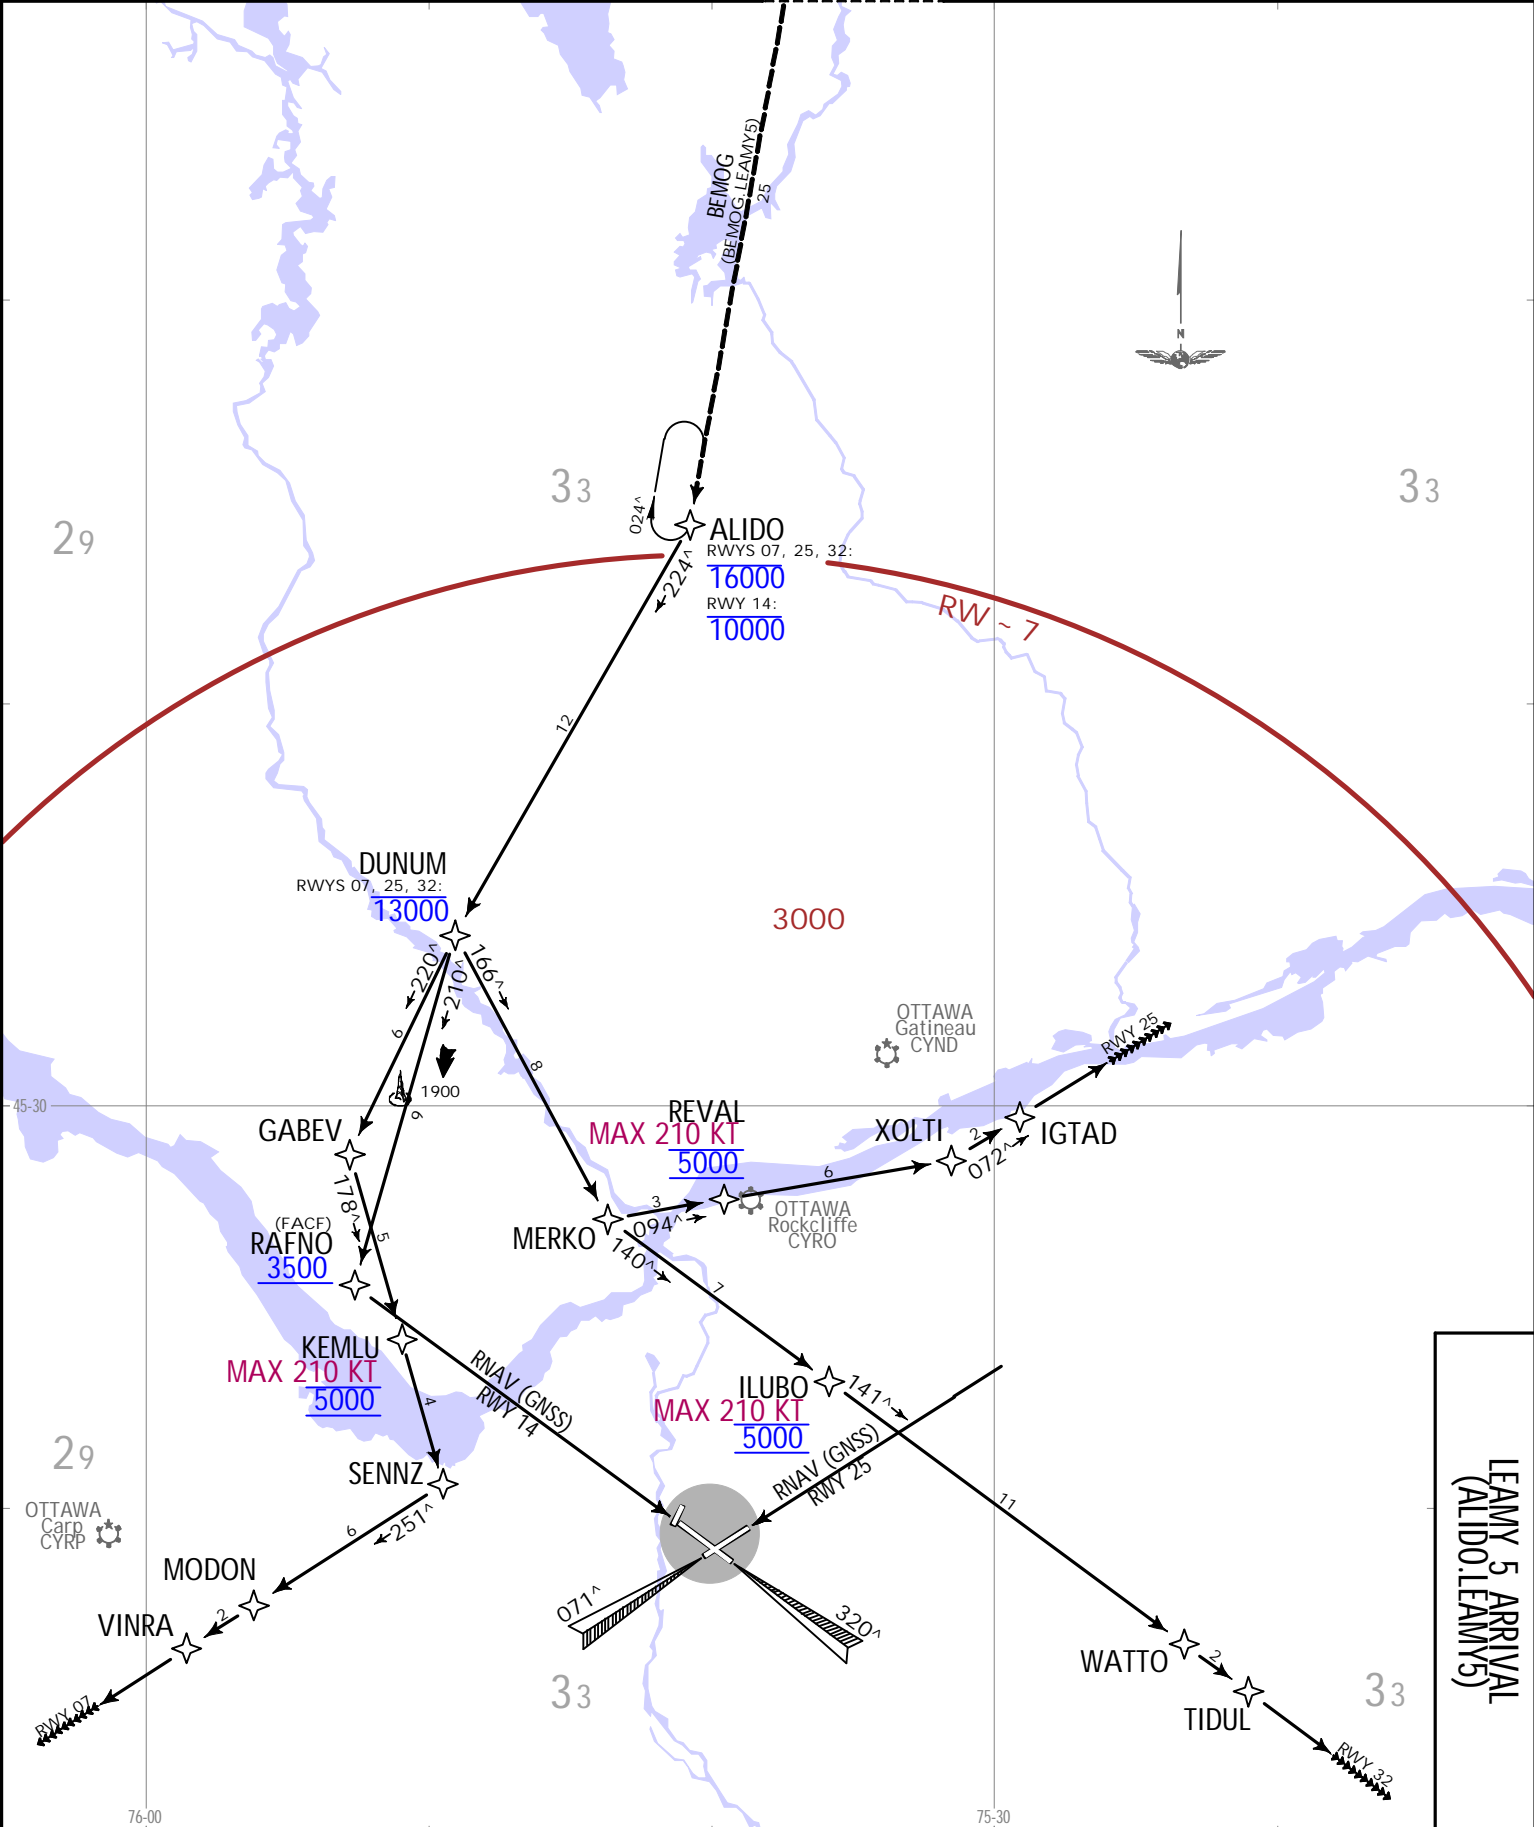 BEMOG
(BEMOG.LEAMY5)
25
N
33
33
29
024^
ALIDO
RWYS 07, 25, 32:
16000
RWY 14:
10000
224^
RW ~ 7
12
DUNUM
RWYS 07, 25, 32:
13000
3000
220^
210^
166^
6
8
9
1900
OTTAWA
Gatineau
CYND
RWY 25
45-30
GABEV
REVAL
MAX 210 KT
5000
XOLTI
2
072^
IGTAD
6
3
094^
MERKO
OTTAWA
Rockcliffe
CYRO
178^
5
(FACF)
RAFNO
3500
140^
7
KEMLU
MAX 210 KT
5000
4
RNAV (GNSS)
RWY 14
ILUBO
MAX 210 KT
5000
141^
RNAV (GNSS)
RWY 25
11
29
SENNZ
251^
6
OTTAWA
Carp
CYRP
MODON
2
VINRA
RWY 07
071^
320^
33
WATTO
2
TIDUL
33
RWY 32
LEAMY 5 ARRIVAL
(ALIDO.LEAMY5)
76-00
75-30